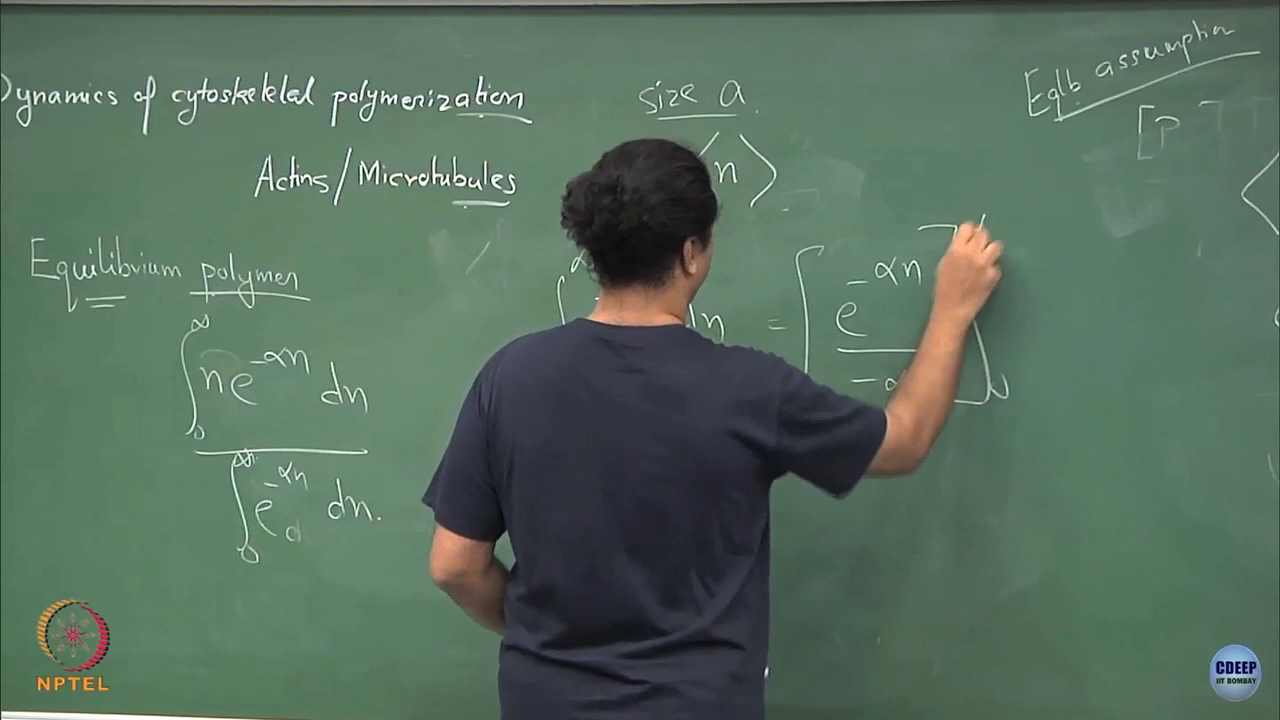 Dynamics of cytoskeletal polymerization
Actins/Microtubules
Equilibrium polymer
∫₀^∞ n e^{-αn} dn
∫₀^∞ e^{-αn} dn.
size a.
⟨n⟩
dn = [ e^{-αn}
Eqlb assumption
[P
NPTEL
CDEEP
IIT BOMBAY